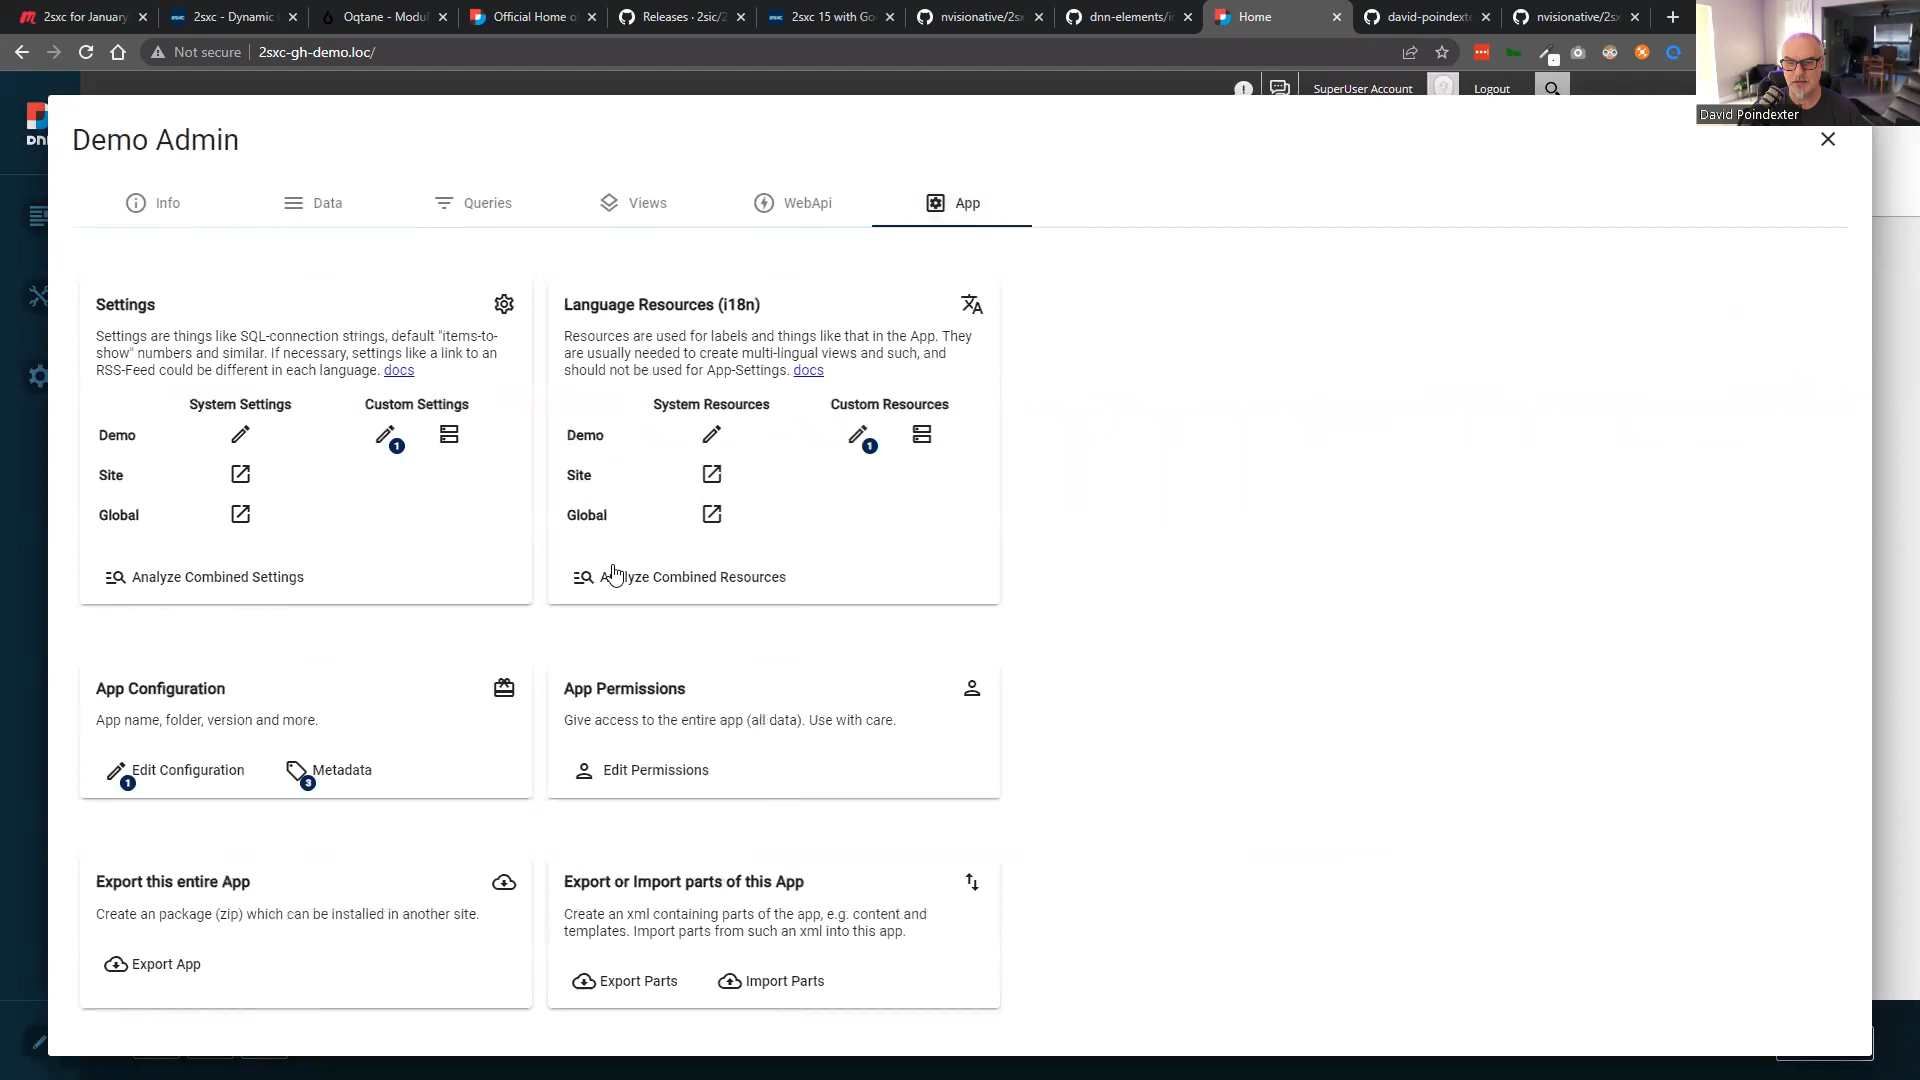 2sxc for January
2sxc - Dynamic
Oqtane - Modul
Official Home o
Releases · 2sic/2
2sxc 15 with Go
nvisionative/2sx
dnn-elements/i
Home
david-poindexte
nvisionative/2sx
Not secure
2sxc-gh-demo.loc/
SuperUser Account
Logout
David Poindexter
Demo Admin
Info
Data
Queries
Views
WebApi
App
Settings
Settings are things like SQL-connection strings, default "items-to-
show" numbers and similar. If necessary, settings like a link to an
RSS-Feed could be different in each language. docs
System Settings
Custom Settings
Demo
1
Site
Global
Analyze Combined Settings
Language Resources (i18n)
Resources are used for labels and things like that in the App. They
are usually needed to create multi-lingual views and such, and
should not be used for App-Settings. docs
System Resources
Custom Resources
Demo
1
Site
Global
Analyze Combined Resources
App Configuration
App name, folder, version and more.
Edit Configuration
1
Metadata
3
App Permissions
Give access to the entire app (all data). Use with care.
Edit Permissions
Export this entire App
Create an package (zip) which can be installed in another site.
Export App
Export or Import parts of this App
Create an xml containing parts of the app, e.g. content and
templates. Import parts from such an xml into this app.
Export Parts
Import Parts